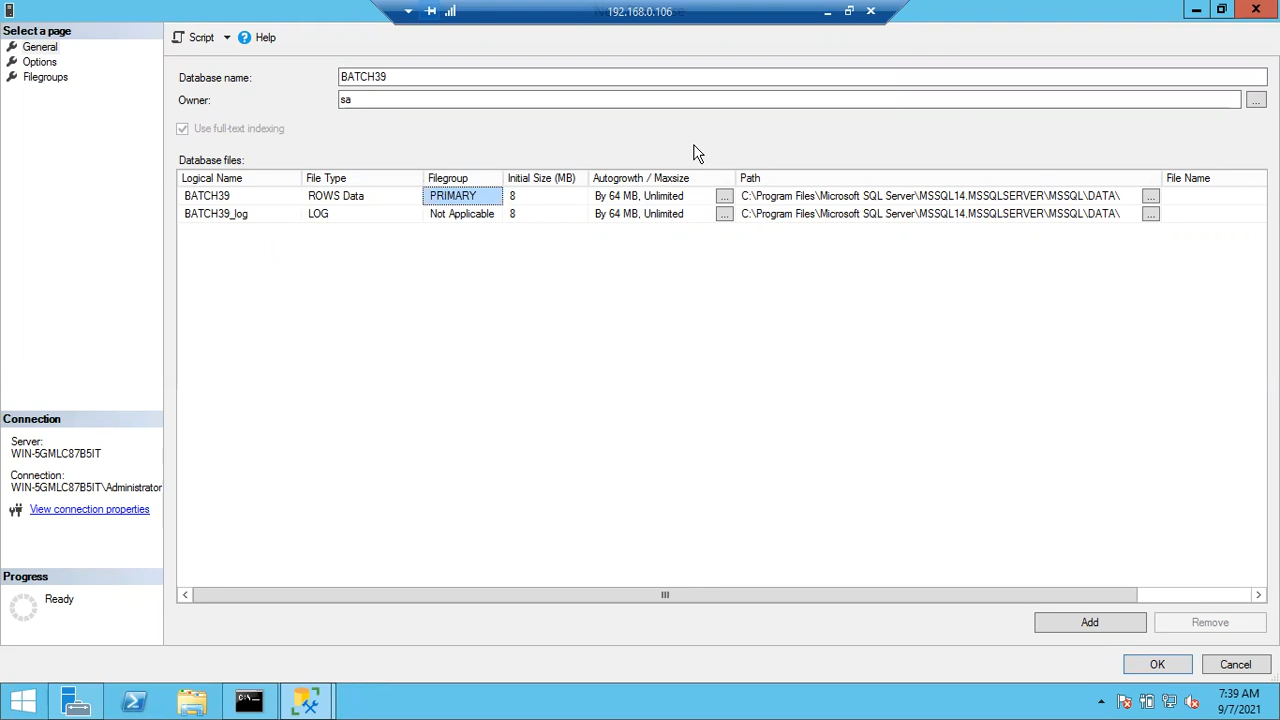 192.168.0.106
Select a page
General
Options
Filegroups
Script
Help
Database name:
BATCH39
Owner:
sa
...
Use full-text indexing
Database files:
Logical Name File Type Filegroup Initial Size (MB) Autogrowth / Maxsize Path File Name
BATCH39 ROWS Data PRIMARY 8 By 64 MB, Unlimited ... C:\Program Files\Microsoft SQL Server\MSSQL14.MSSQLSERVER\MSSQL\DATA\ ...
BATCH39_log LOG Not Applicable 8 By 64 MB, Unlimited ... C:\Program Files\Microsoft SQL Server\MSSQL14.MSSQLSERVER\MSSQL\DATA\ ...
Connection
Server:
WIN-5GMLC87B5IT
Connection:
WIN-5GMLC87B5IT\Administrator
View connection properties
Progress
Ready
Add
Remove
OK
Cancel
7:39 AM
9/7/2021